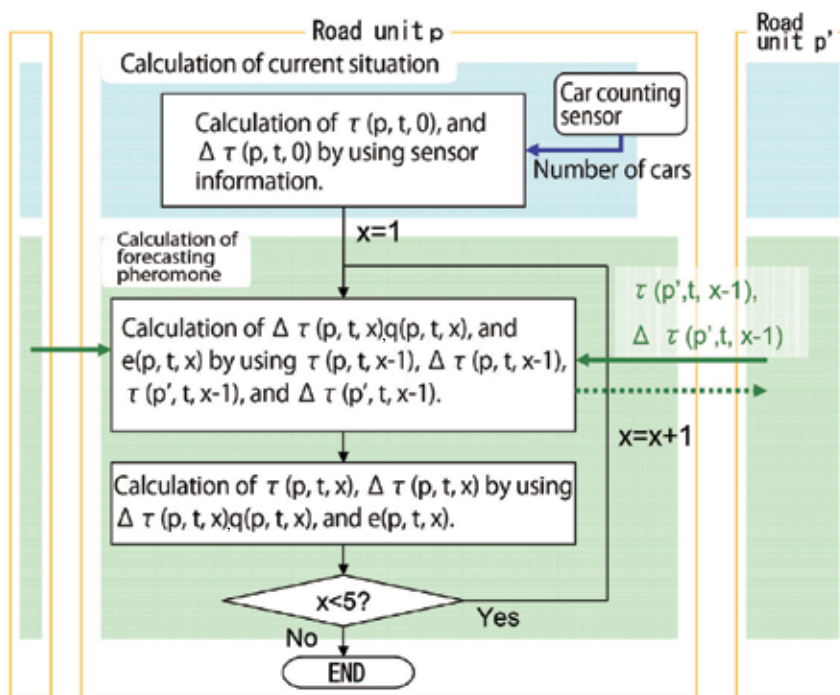 Road unit p
Road
unit p'
Calculation of current situation
Car counting
sensor
Calculation of τ (p, t, 0), and
Δ τ (p, t, 0) by using sensor
information.
Number of cars
x=1
Calculation of
forecasting
pheromone
τ (p',t, x-1),
Δ τ (p',t, x-1)
Calculation of Δ τ (p, t, x)q(p, t, x), and
e(p, t, x) by using τ (p, t, x-1), Δ τ (p, t, x-1),
τ (p', t, x-1), and Δ τ (p', t, x-1).
x=x+1
Calculation of τ (p, t, x), Δ τ (p, t, x) by using
Δ τ (p, t, x)q(p, t, x), and e(p, t, x).
x<5?
Yes
No
END